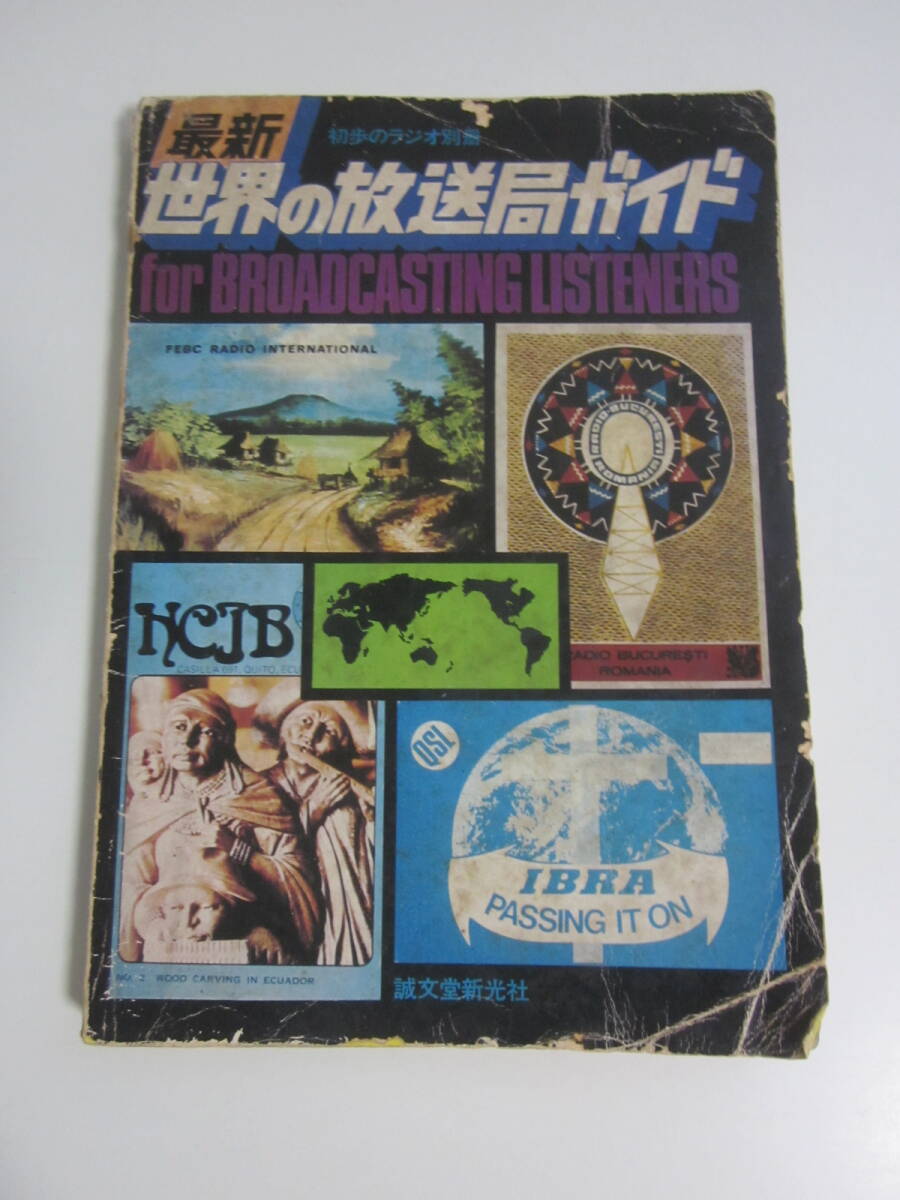 最新
初歩のラジオ別冊
世界の放送局ガイド
for BROADCASTING LISTENERS
FEBC RADIO INTERNATIONAL
RADIO-BUCUREŞTI
ROMANIA
HCJB
CASILLA 691, QUITO, ECU
RADIO BUCUREŞTI
ROMANIA
QSL
IBRA
PASSING IT ON
WOOD CARVING IN ECUADOR
誠文堂新光社